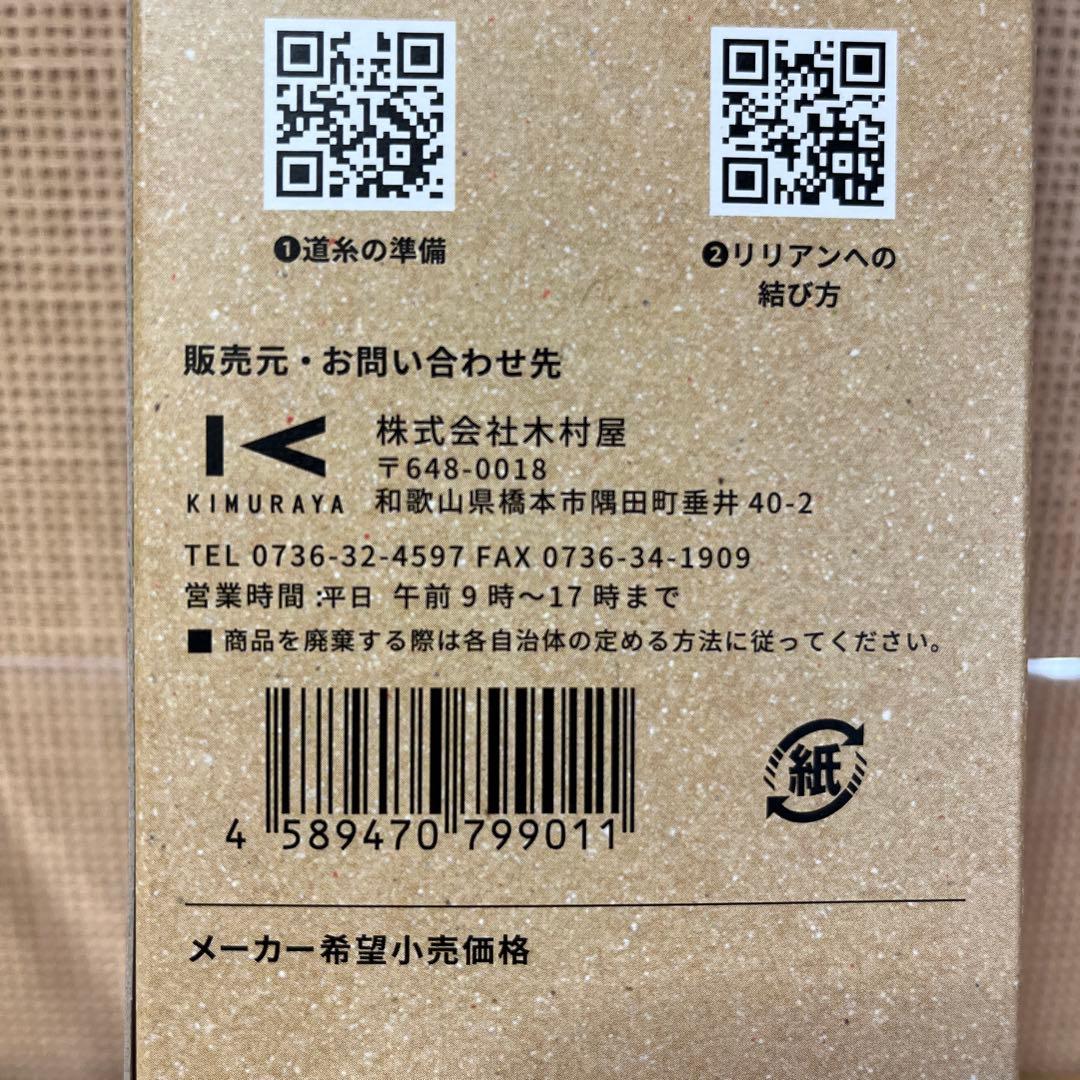 ❶道糸の準備
❷リリアンへの
結び方
販売元・お問い合わせ先
KIMURAYA
株式会社木村屋
〒648-0018
和歌山県橋本市隅田町垂井 40-2
TEL 0736-32-4597 FAX 0736-34-1909
営業時間 :平日 午前 9 時〜17 時まで
■ 商品を廃棄する際は各自治体の定める方法に従ってください。
4 589470 799011
紙
メーカー希望小売価格